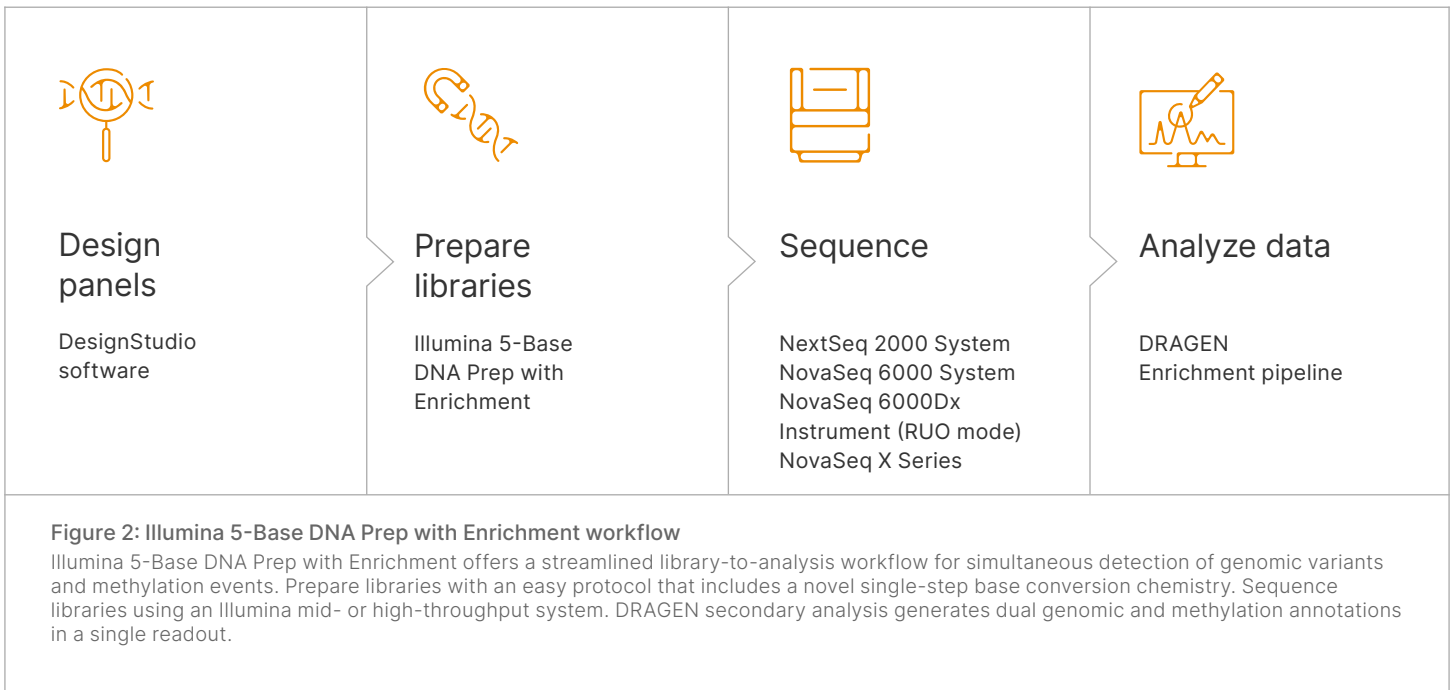 Design
panels
DesignStudio
software
Prepare
libraries
Illumina 5-Base
DNA Prep with
Enrichment
Sequence
NextSeq 2000 System
NovaSeq 6000 System
NovaSeq 6000Dx
Instrument (RUO mode)
NovaSeq X Series
Analyze data
DRAGEN
Enrichment pipeline
Figure 2: Illumina 5-Base DNA Prep with Enrichment workflow
Illumina 5-Base DNA Prep with Enrichment offers a streamlined library-to-analysis workflow for simultaneous detection of genomic variants
and methylation events. Prepare libraries with an easy protocol that includes a novel single-step base conversion chemistry. Sequence
libraries using an Illumina mid- or high-throughput system. DRAGEN secondary analysis generates dual genomic and methylation annotations
in a single readout.